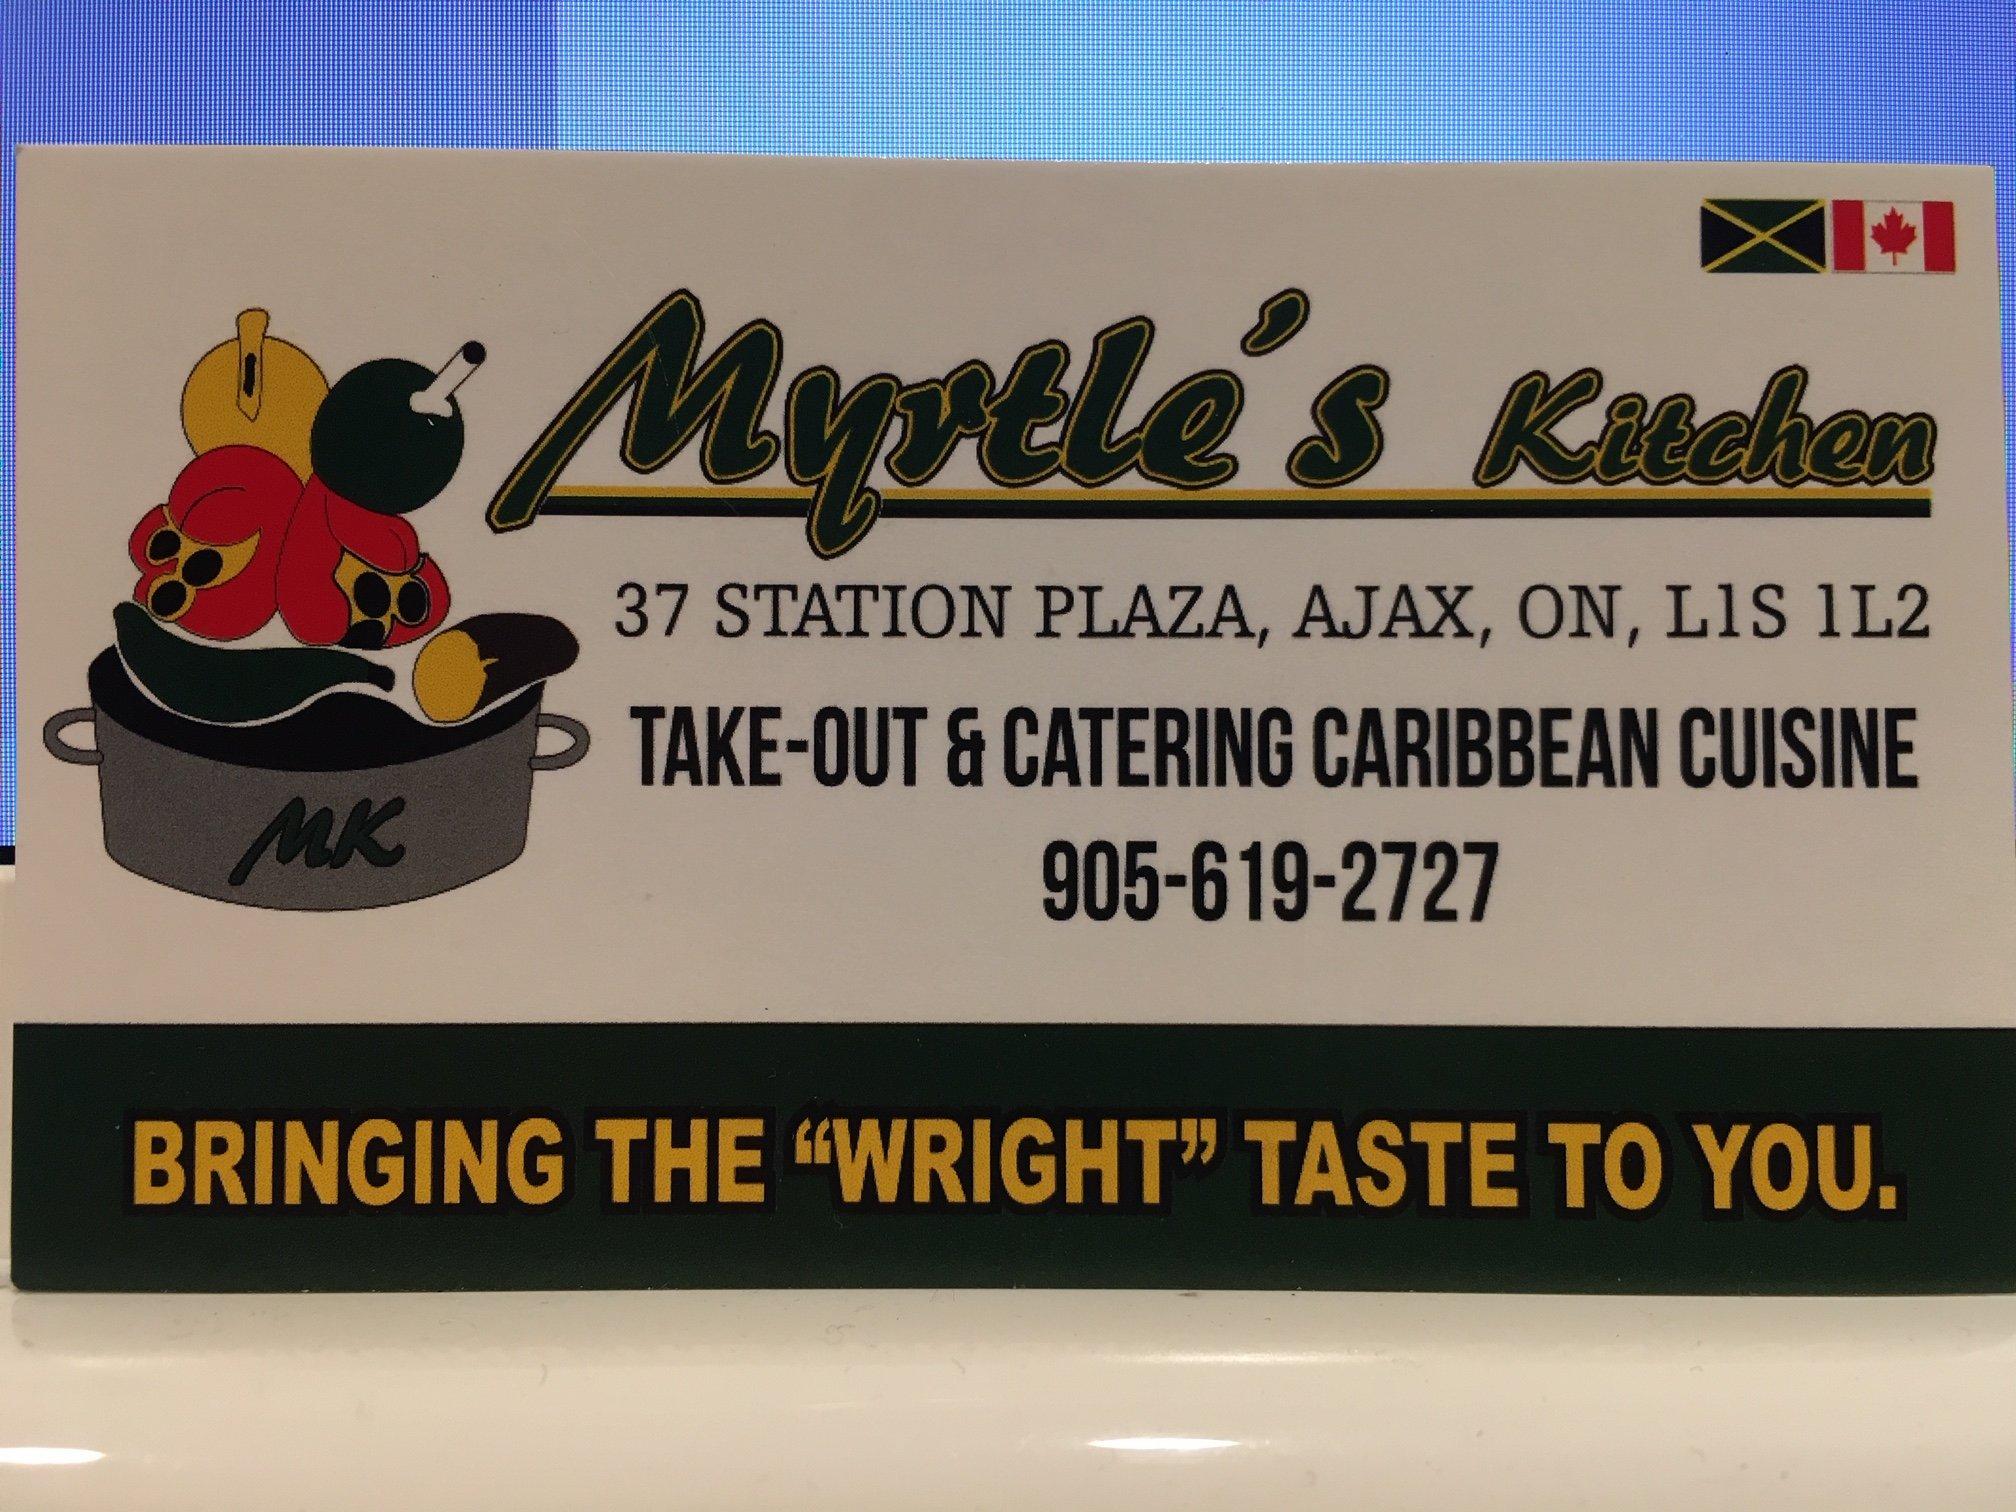 Myrtle's Kitchen
37 STATION PLAZA, AJAX, ON, L1S 1L2
TAKE-OUT & CATERING CARIBBEAN CUISINE
905-619-2727
MK
BRINGING THE “WRIGHT” TASTE TO YOU.